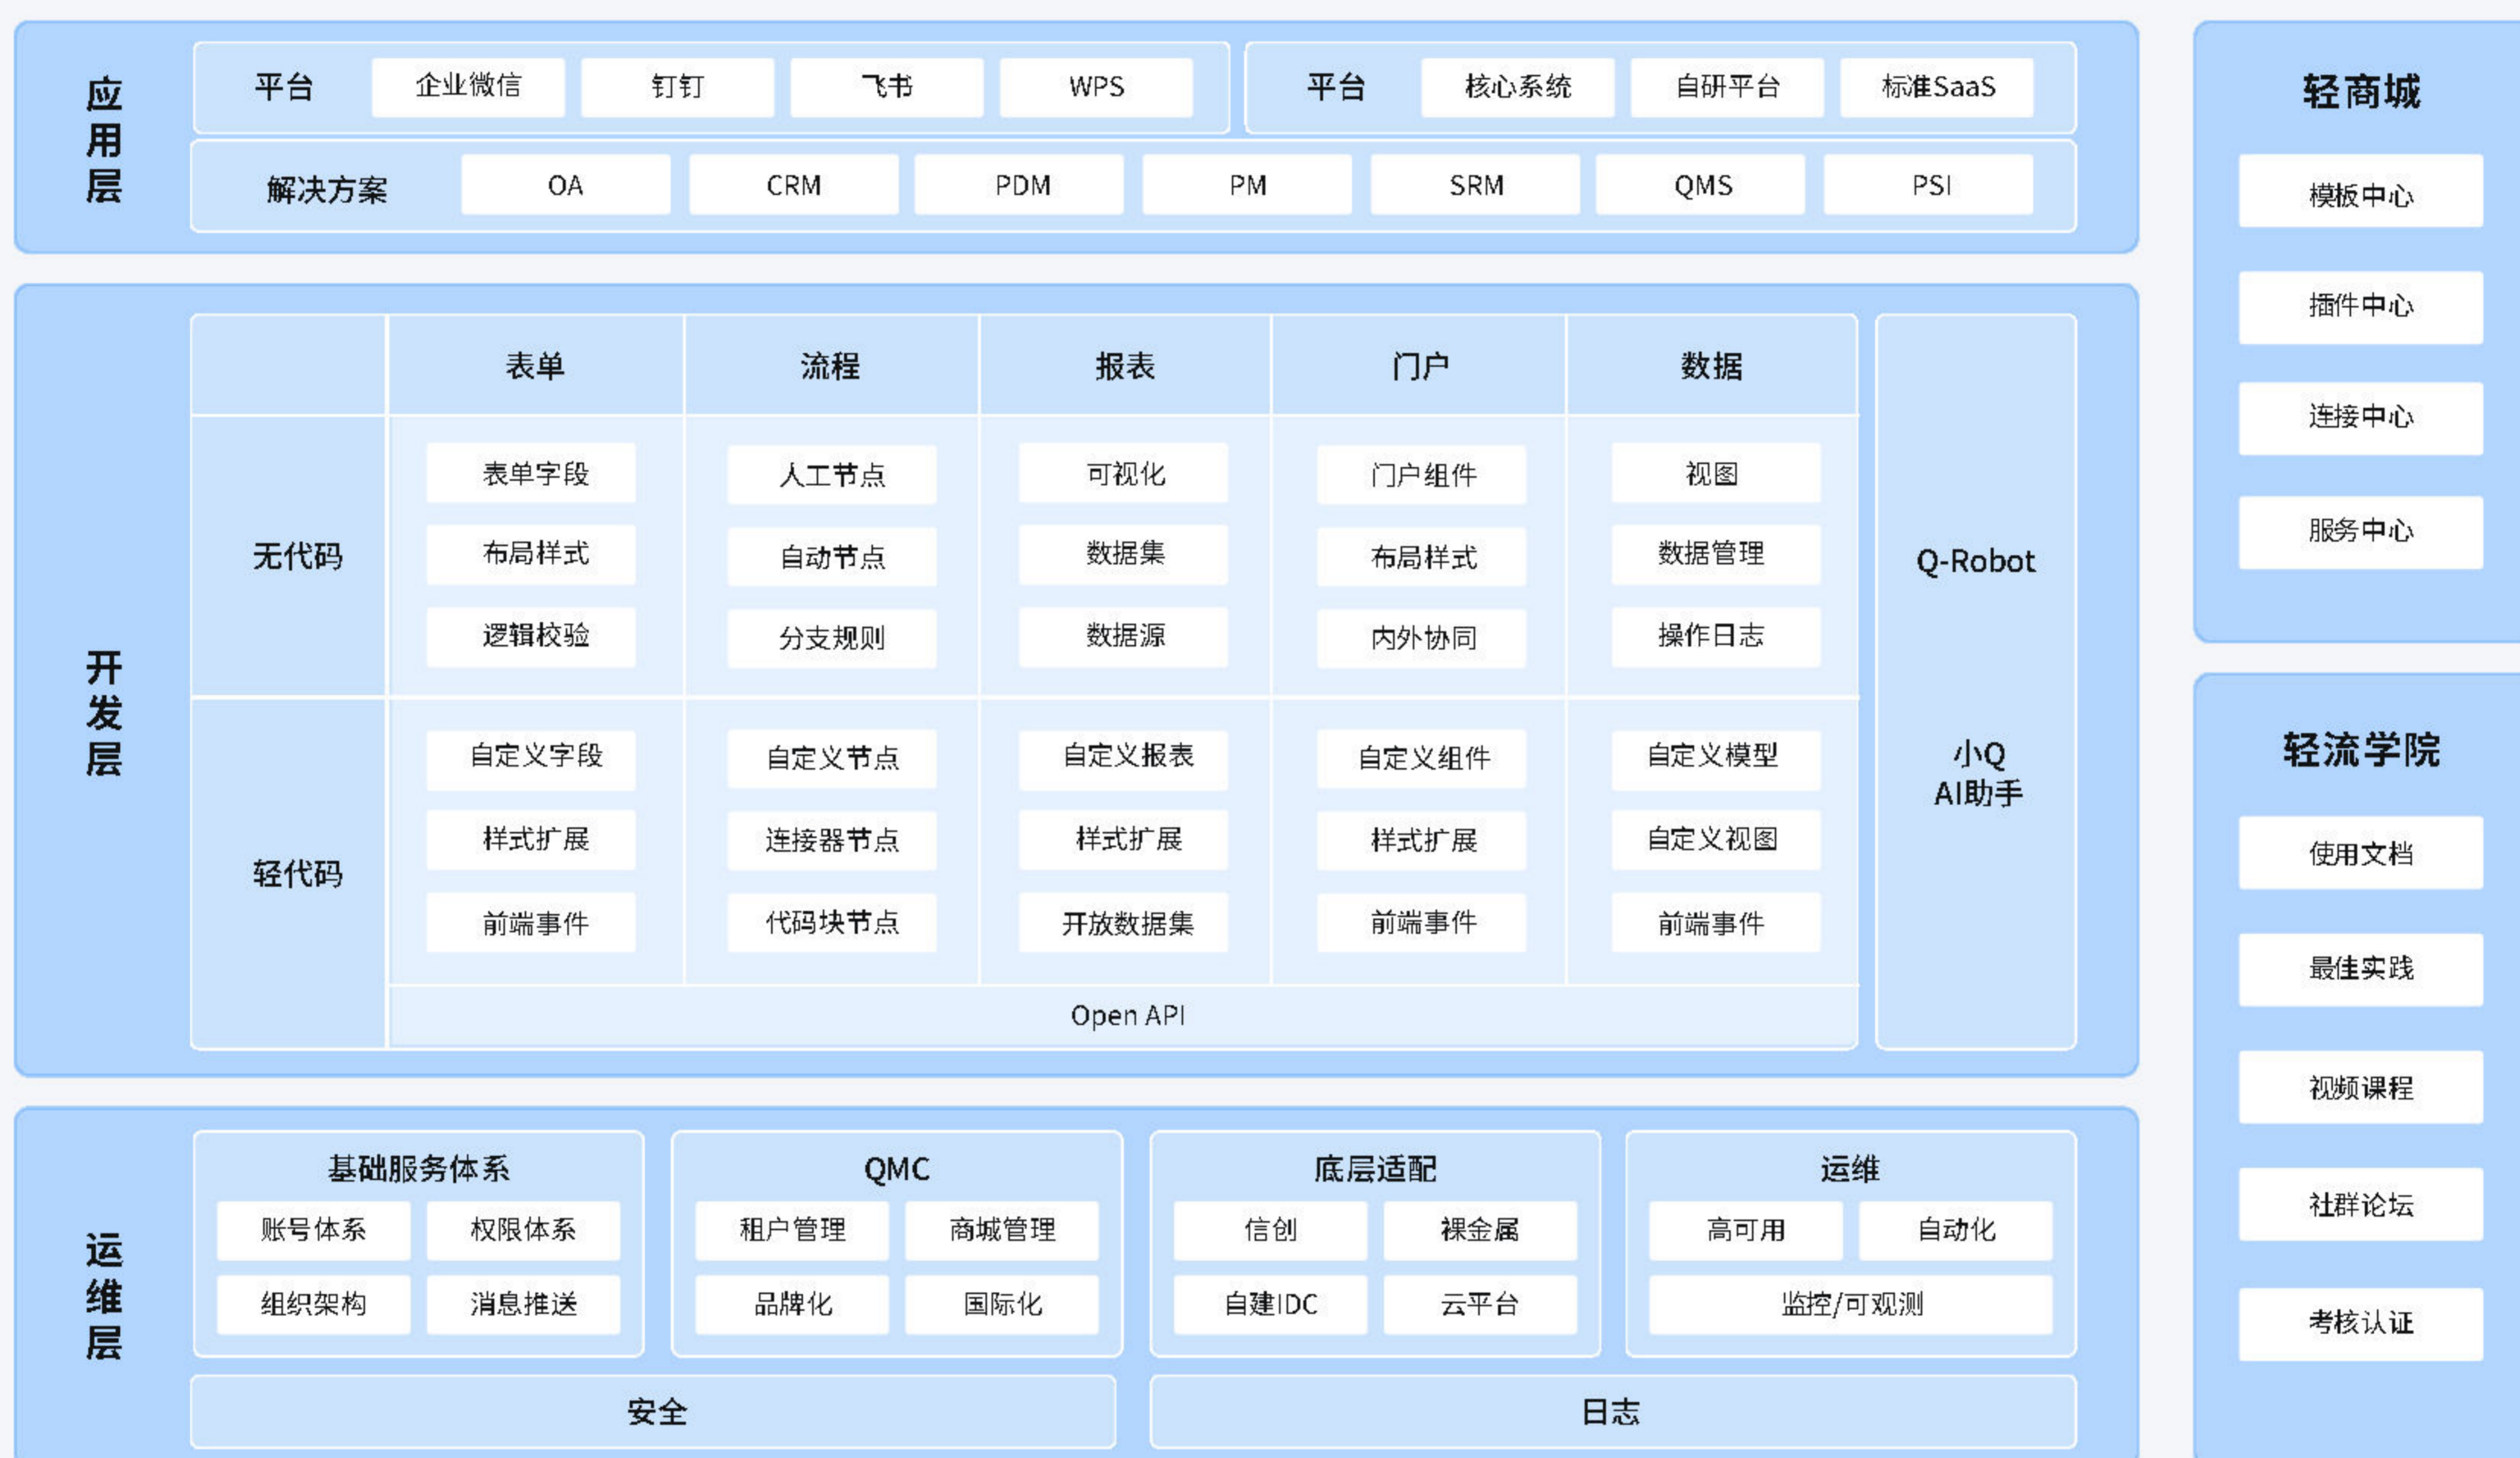 应用层
平台 企业微信 钉钉 飞书 WPS 平台 核心系统 自研平台 标准SaaS
解决方案 OA CRM PDM PM SRM QMS PSI
开发层
表单 流程 报表 门户 数据
无代码
表单字段 人工节点 可视化 门户组件 视图
布局样式 自动节点 数据集 布局样式 数据管理
逻辑校验 分支规则 数据源 内外协同 操作日志
轻代码
自定义字段 自定义节点 自定义报表 自定义组件 自定义模型
样式扩展 连接器节点 样式扩展 样式扩展 自定义视图
前端事件 代码块节点 开放数据集 前端事件 前端事件
Open API
Q-Robot
小Q
AI助手
运维层
基础服务体系
账号体系 权限体系
组织架构 消息推送
QMC
租户管理 商城管理
品牌化 国际化
底层适配
信创 裸金属
自建IDC 云平台
运维
高可用 自动化
监控/可观测
安全 日志
轻商城
模板中心
插件中心
连接中心
服务中心
轻流学院
使用文档
最佳实践
视频课程
社群论坛
考核认证